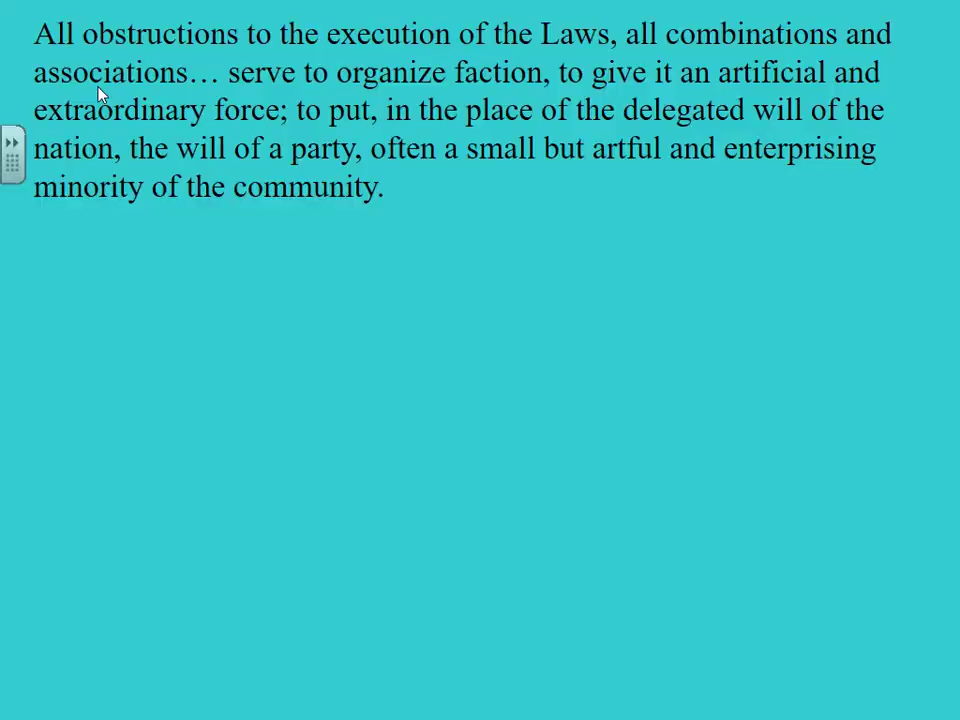 All obstructions to the execution of the Laws, all combinations and
associations… serve to organize faction, to give it an artificial and
extraordinary force; to put, in the place of the delegated will of the
nation, the will of a party, often a small but artful and enterprising
minority of the community.